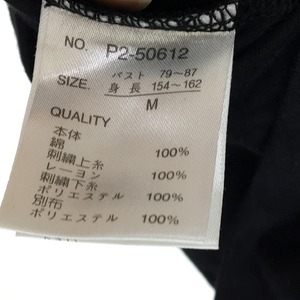 NO. P2-50612
SIZE. バスト 79~87
身長 154~162
M
QUALITY
本体
綿 100%
刺繍上糸
レーヨン 100%
刺繍下糸
ポリエステル 100%
別布
ポリエステル 100%